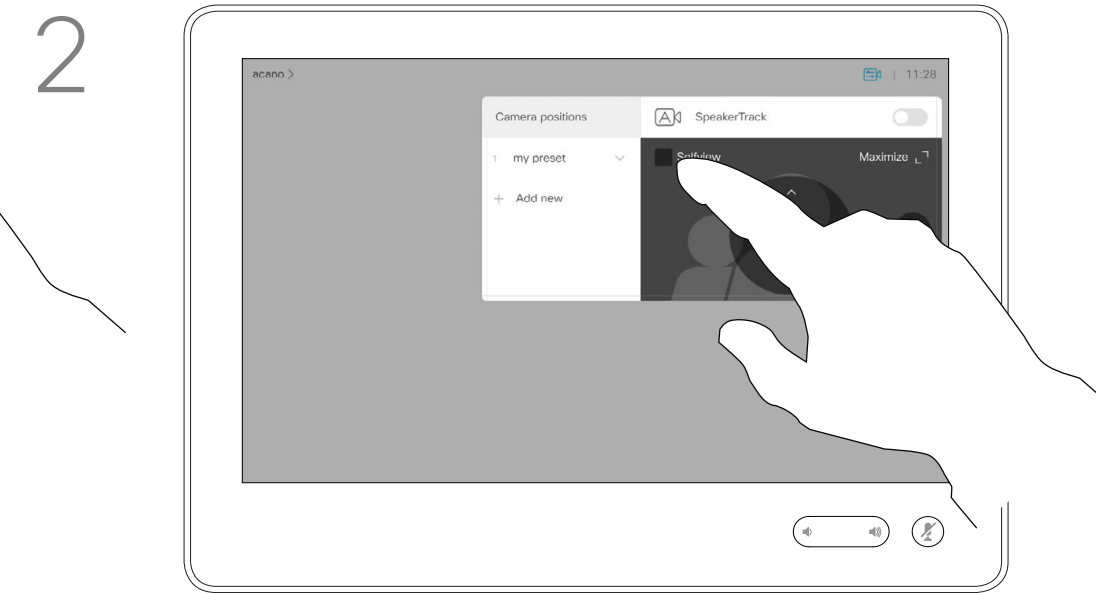 2
acano >
11:28
Camera positions
SpeakerTrack
1 my preset
Selfview
Maximize
+ Add new